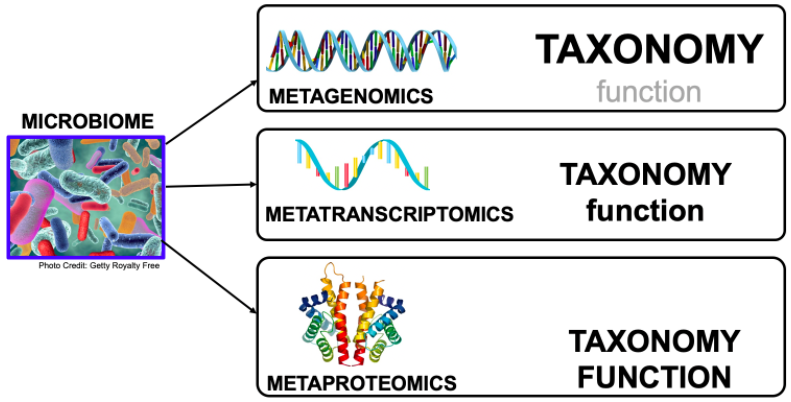 MICROBIOME
Photo Credit: Getty Royalty Free
METAGENOMICS
TAXONOMY
function
METATRANSCRIPTOMICS
TAXONOMY
function
METAPROTEOMICS
TAXONOMY
FUNCTION